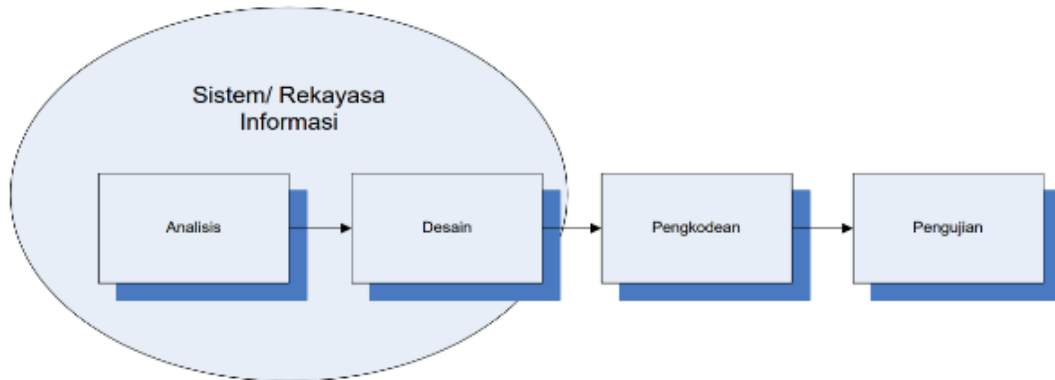 Sistem/ Rekayasa
Informasi
Analisis
Desain
Pengkodean
Pengujian